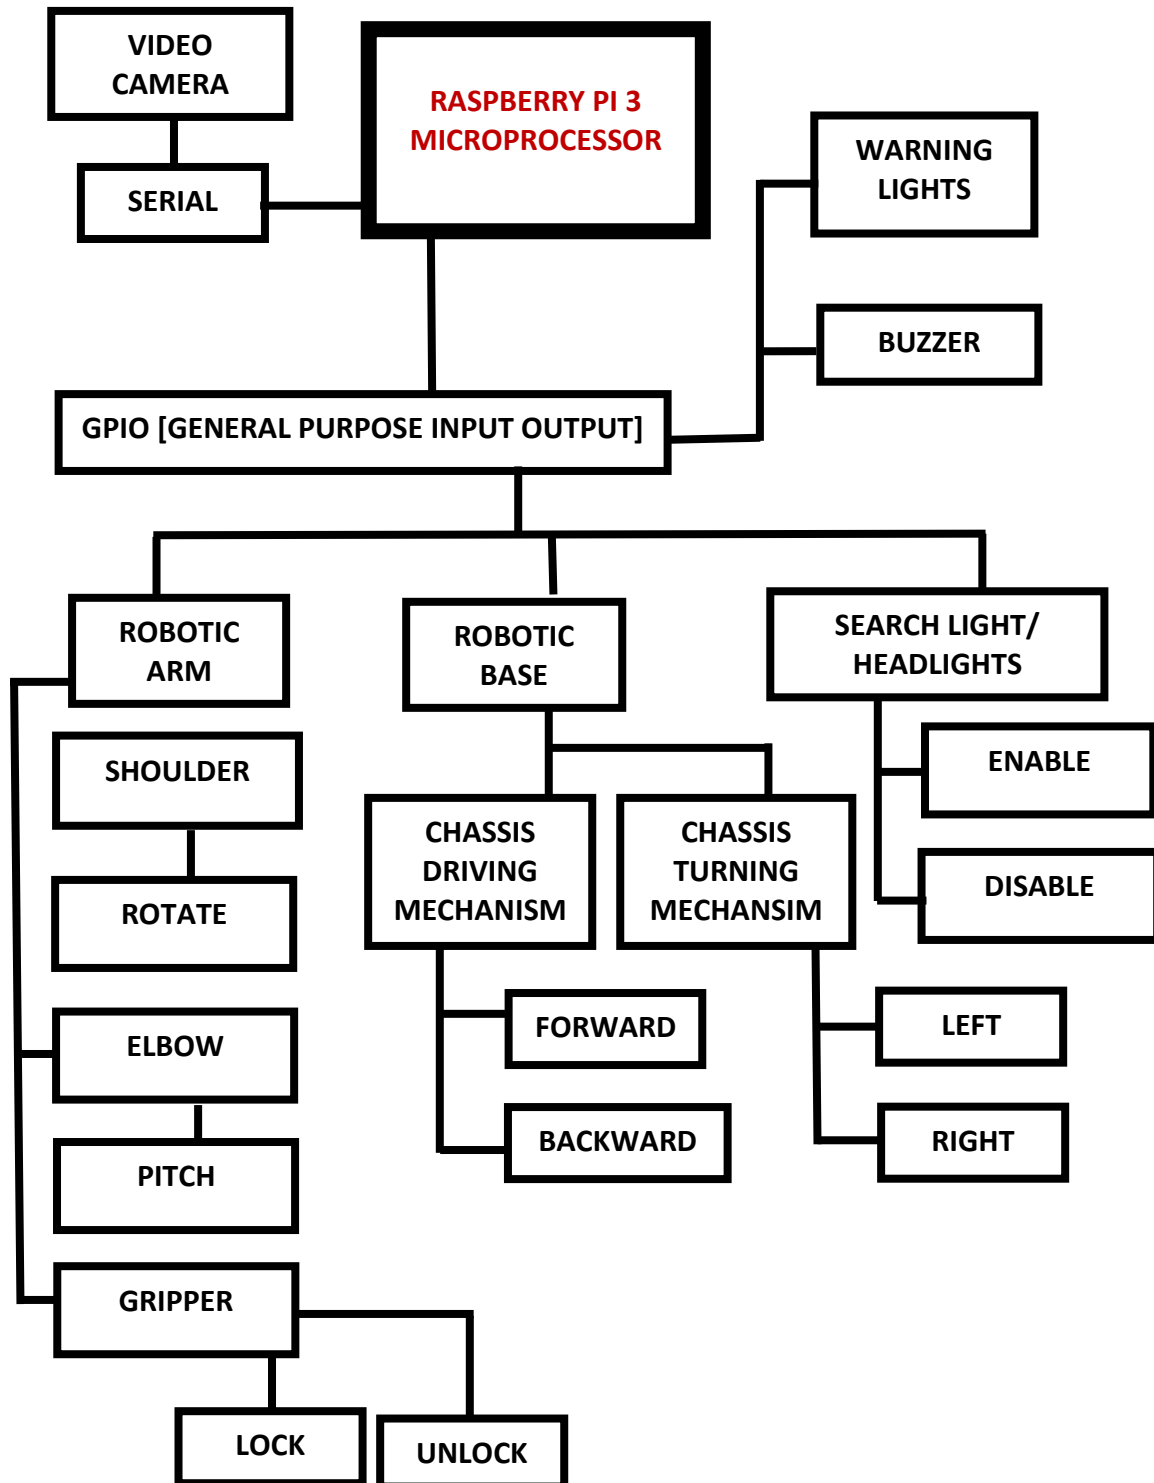 VIDEO
CAMERA
RASPBERRY PI 3
MICROPROCESSOR
WARNING
LIGHTS
SERIAL
BUZZER
GPIO [GENERAL PURPOSE INPUT OUTPUT]
ROBOTIC
ARM
ROBOTIC
BASE
SEARCH LIGHT/
HEADLIGHTS
SHOULDER
ROTATE
ELBOW
PITCH
GRIPPER
LOCK
UNLOCK
CHASSIS
DRIVING
MECHANISM
FORWARD
BACKWARD
CHASSIS
TURNING
MECHANSIM
LEFT
RIGHT
ENABLE
DISABLE